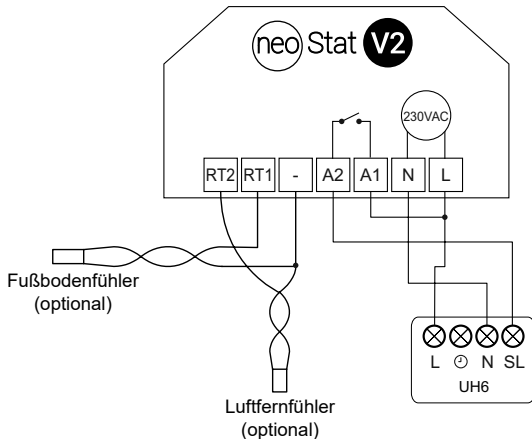 neo Stat V2
230VAC
RT2 RT1 - A2 A1 N L
Fußbodenfühler
(optional)
Luftfernfühler
(optional)
L N SL
UH6